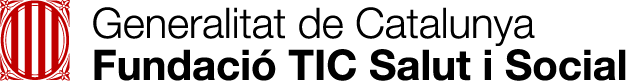 Generalitat de Catalunya
Fundació TIC Salut i Social